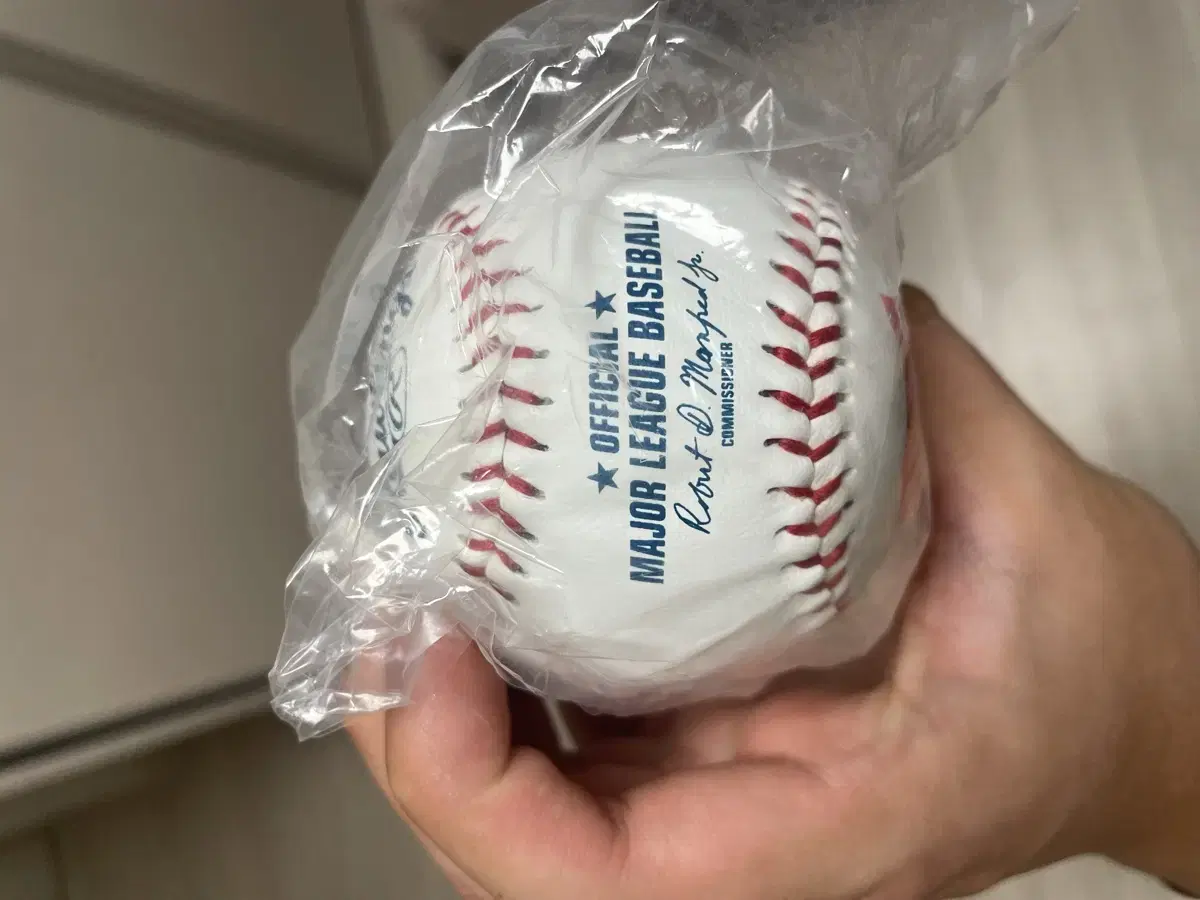 ★ OFFICIAL ★
MAJOR LEAGUE BASEBALL
Robert D. Manfred Jr.
COMMISSIONER